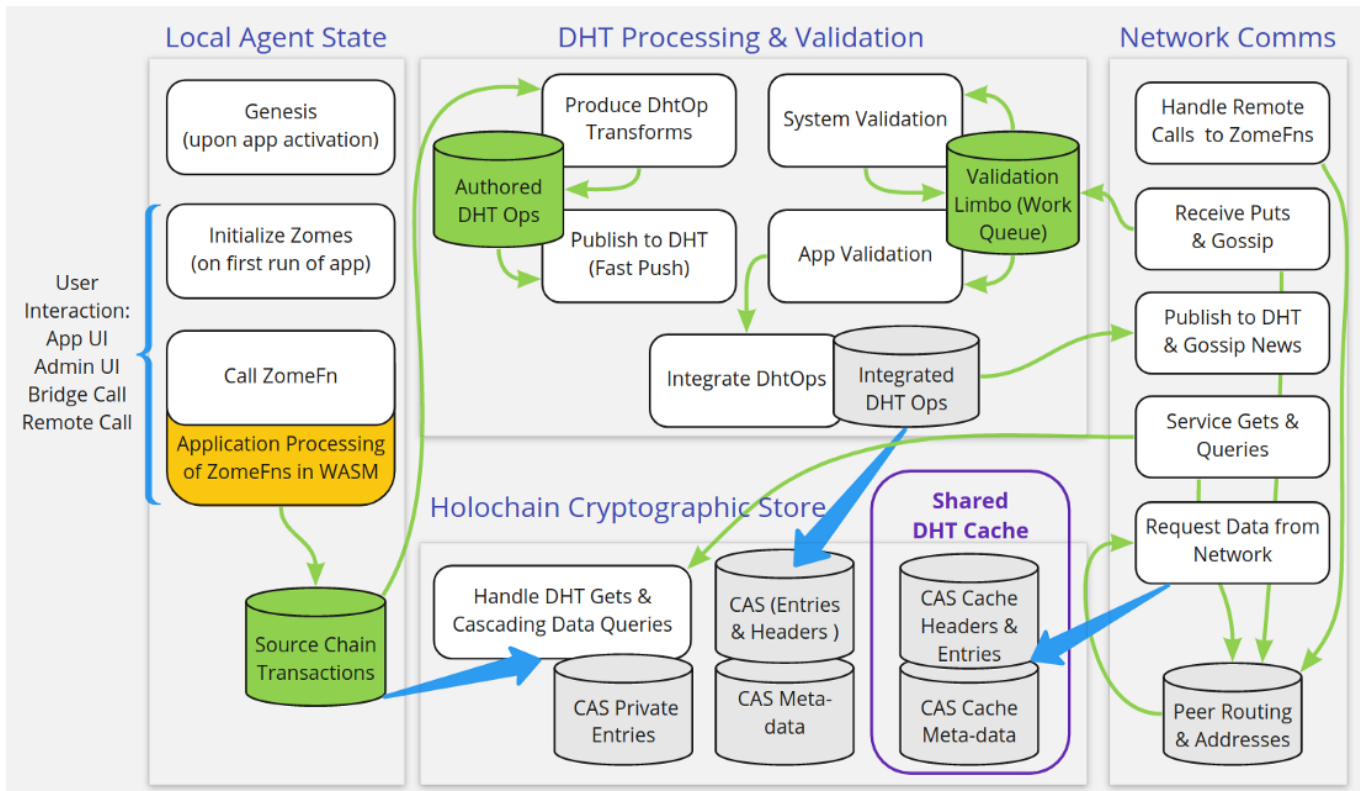 Local Agent State
DHT Processing & Validation
Network Comms
Genesis
(upon app activation)
Initialize Zomes
(on first run of app)
User
Interaction:
App UI
Admin UI
Bridge Call
Remote Call
Call ZomeFn
Application Processing
of ZomeFns in WASM
Source Chain
Transactions
Produce DhtOp
Transforms
Authored
DHT Ops
Publish to DHT
(Fast Push)
System Validation
Validation
Limbo (Work
Queue)
App Validation
Integrate DhtOps
Integrated
DHT Ops
Handle Remote
Calls to ZomeFns
Receive Puts
& Gossip
Publish to DHT
& Gossip News
Service Gets &
Queries
Request Data from
Network
Peer Routing
& Addresses
Holochain Cryptographic Store
Handle DHT Gets &
Cascading Data Queries
CAS Private
Entries
CAS (Entries
& Headers )
CAS Meta-
data
Shared
DHT Cache
CAS Cache
Headers &
Entries
CAS Cache
Meta-data